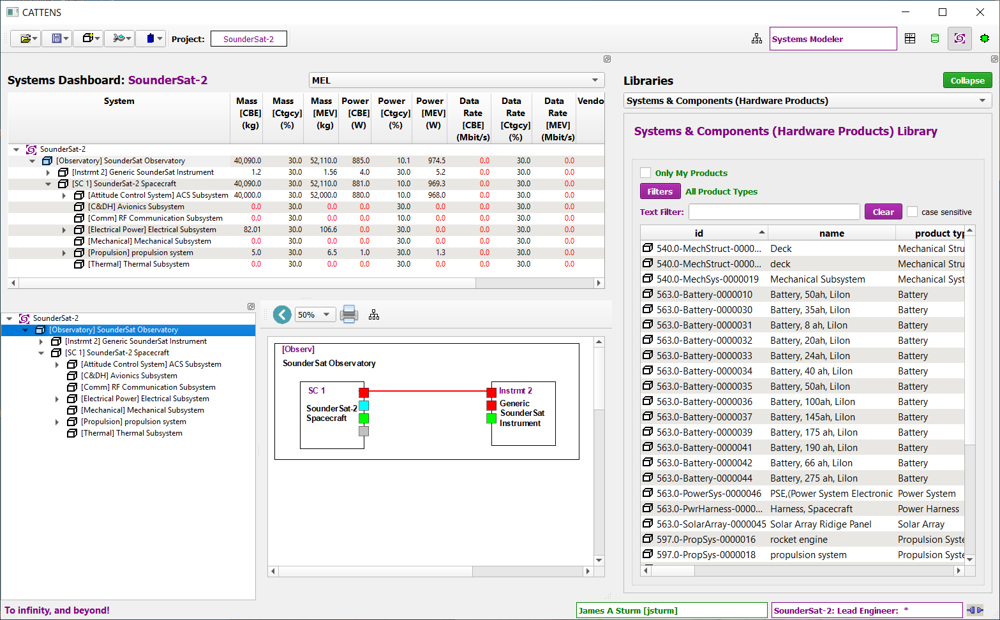 CATTENS
Project: SounderSat-2
Systems Modeler
Systems Dashboard: SounderSat-2
MEL
System
Mass [CBE] (kg)
Mass [Ctgcy] (%)
Mass [MEV] (kg)
Power [CBE] (W)
Power [Ctgcy] (%)
Power [MEV] (W)
Data Rate [CBE] (Mbit/s)
Data Rate [Ctgcy] (%)
Data Rate [MEV] (Mbit/s)
Vendo
SounderSat-2
[Observatory] SounderSat Observatory 40,090.0 30.0 52,110.0 885.0 10.1 974.5 0.0 30.0 0.0
[Instrmt 2] Generic SounderSat Instrument 1.2 30.0 1.56 4.0 30.0 5.2 0.0 30.0 0.0
[SC 1] SounderSat-2 Spacecraft 40,090.0 30.0 52,110.0 881.0 10.0 969.3 0.0 30.0 0.0
[Attitude Control System] ACS Subsystem 40,000.0 30.0 52,000.0 880.0 10.0 968.0 0.0 30.0 0.0
[C&DH] Avionics Subsystem 0.0 30.0 0.0 0.0 30.0 0.0 0.0 30.0 0.0
[Comm] RF Communication Subsystem 0.0 30.0 0.0 0.0 10.0 0.0 0.0 30.0 0.0
[Electrical Power] Electrical Subsystem 82.01 30.0 106.6 0.0 30.0 0.0 0.0 30.0 0.0
[Mechanical] Mechanical Subsystem 0.0 30.0 0.0 0.0 30.0 0.0 0.0 30.0 0.0
[Propulsion] propulsion system 5.0 30.0 6.5 1.0 30.0 1.3 0.0 30.0 0.0
[Thermal] Thermal Subsystem 0.0 30.0 0.0 0.0 30.0 0.0 0.0 30.0 0.0
SounderSat-2
[Observatory] SounderSat Observatory
[Instrmt 2] Generic SounderSat Instrument
[SC 1] SounderSat-2 Spacecraft
[Attitude Control System] ACS Subsystem
[C&DH] Avionics Subsystem
[Comm] RF Communication Subsystem
[Electrical Power] Electrical Subsystem
[Mechanical] Mechanical Subsystem
[Propulsion] propulsion system
[Thermal] Thermal Subsystem
50%
[Observ]
SounderSat Observatory
SC 1
SounderSat-2
Spacecraft
Instrmt 2
Generic
SounderSat
Instrument
Libraries
Collapse
Systems & Components (Hardware Products)
Systems & Components (Hardware Products) Library
Only My Products
Filters All Product Types
Text Filter: Clear case sensitive
id name product typ
540.0-MechStruct-0000... Deck Mechanical Stru
540.0-MechStruct-0000... deck Mechanical Stru
540.0-MechSys-0000019 Mechanical Subsystem Mechanical Syst
563.0-Battery-0000010 Battery, 50ah, LiIon Battery
563.0-Battery-0000030 Battery, 35ah, LiIon Battery
563.0-Battery-0000031 Battery, 8 ah, LiIon Battery
563.0-Battery-0000032 Battery, 20ah, LiIon Battery
563.0-Battery-0000033 Battery, 24ah, LiIon Battery
563.0-Battery-0000034 Battery, 40 ah, LiIon Battery
563.0-Battery-0000035 Battery, 50ah, LiIon Battery
563.0-Battery-0000036 Battery, 100ah, LiIon Battery
563.0-Battery-0000037 Battery, 145ah, LiIon Battery
563.0-Battery-0000039 Battery, 175 ah, LiIon Battery
563.0-Battery-0000041 Battery, 190 ah, LiIon Battery
563.0-Battery-0000042 Battery, 66 ah, LiIon Battery
563.0-Battery-0000044 Battery, 275 ah, LiIon Battery
563.0-PowerSys-0000046 PSE,(Power System Electronic Power System
563.0-PwrHarness-0000... Harness, Spacecraft Power Harness
563.0-SolarArray-0000045 Solar Array Ridige Panel Solar Array
597.0-PropSys-0000016 rocket engine Propulsion Syste
597.0-PropSys-0000018 propulsion system Propulsion Syste
To infinity, and beyond!
James A Sturm [jsturm]
SounderSat-2: Lead Engineer: *